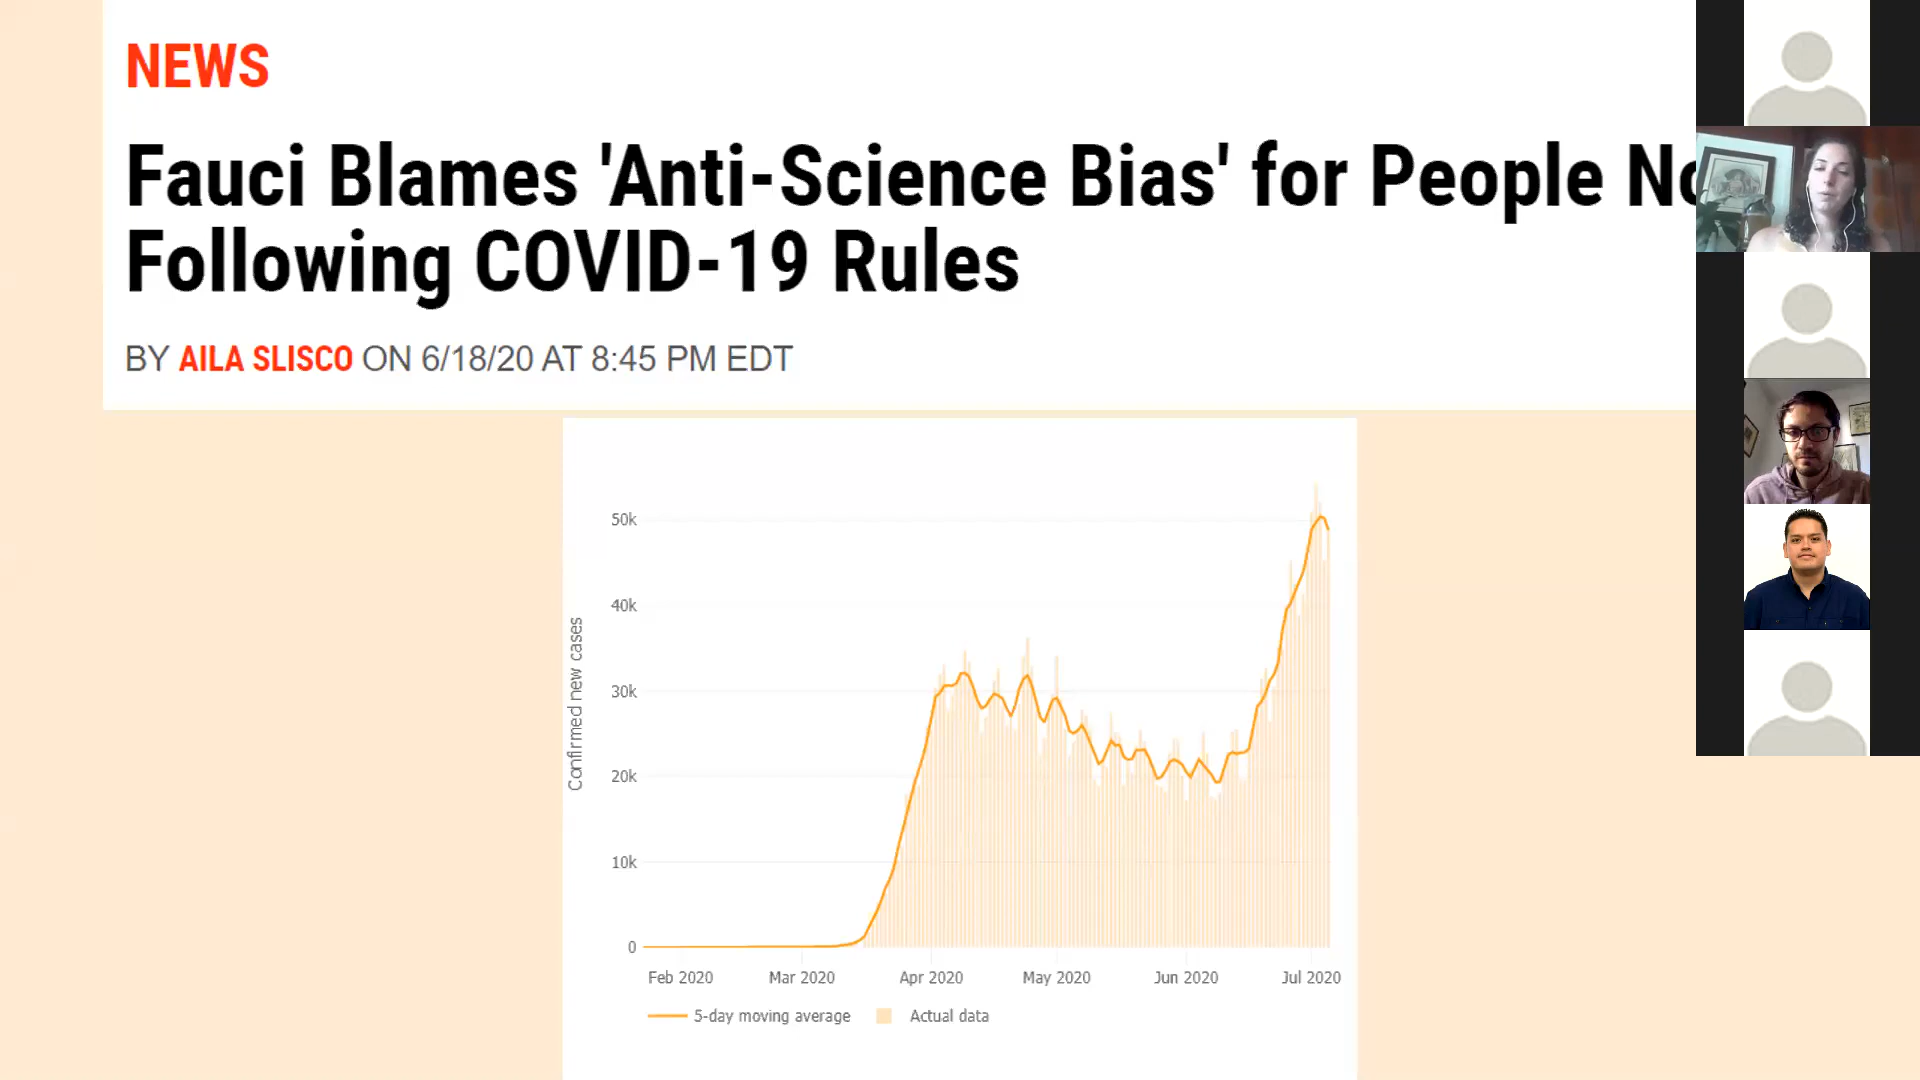 NEWS
Fauci Blames 'Anti-Science Bias' for People No
Following COVID-19 Rules
BY AILA SLISCO ON 6/18/20 AT 8:45 PM EDT
50k
40k
30k
20k
10k
0
Confirmed new cases
Feb 2020 Mar 2020 Apr 2020 May 2020 Jun 2020 Jul 2020
5-day moving average Actual data